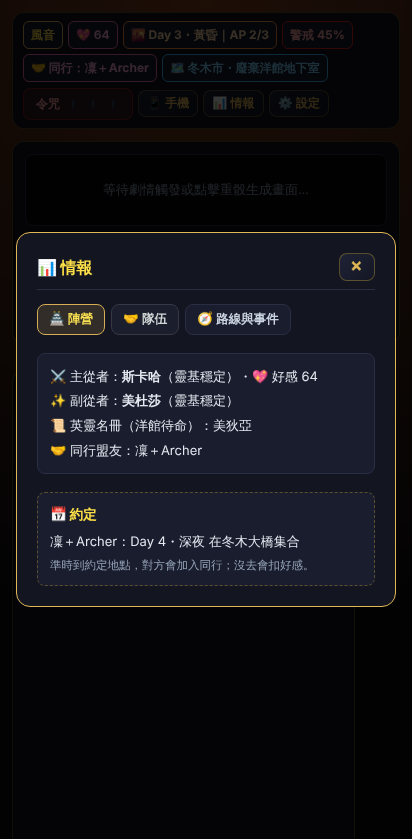 風音 💗 64 🌇 Day 3・黃昏｜AP 2/3 警戒 45%
🤝 同行：凜＋Archer 🗺️ 冬木市・廢棄洋館地下室
令咒 📱 手機 📊 情報 ⚙️ 設定
等待劇情觸發或點擊重骰生成畫面...
📊 情報 ×
🏯 陣營 🤝 隊伍 🧭 路線與事件
⚔️ 主從者：斯卡哈（靈基穩定）・💖 好感 64
✨ 副從者：美杜莎（靈基穩定）
📜 英靈名冊（洋館待命）：美狄亞
🤝 同行盟友：凜＋Archer
📅 約定
凜＋Archer：Day 4・深夜 在冬木大橋集合
準時到約定地點，對方會加入同行；沒去會扣好感。